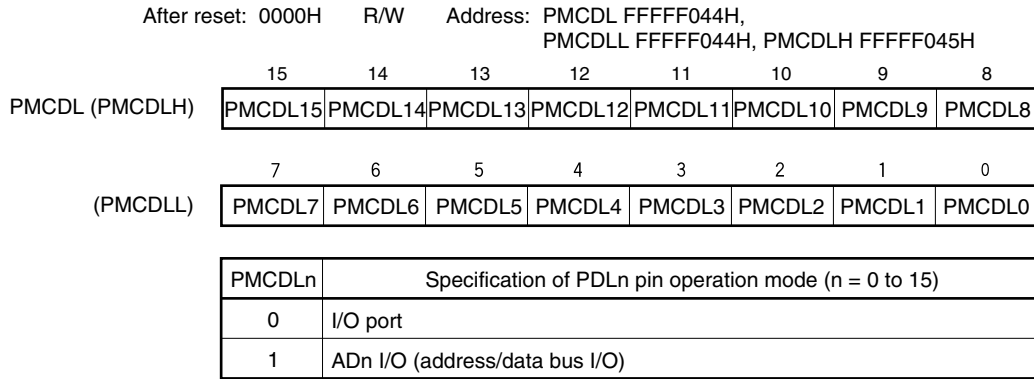 After reset: 0000H R/W Address: PMCDL FFFFF044H,
PMCDLL FFFFF044H, PMCDLH FFFFF045H
15 14 13 12 11 10 9 8
PMCDL (PMCDLH) PMCDL15 PMCDL14 PMCDL13 PMCDL12 PMCDL11 PMCDL10 PMCDL9 PMCDL8
7 6 5 4 3 2 1 0
(PMCDLL) PMCDL7 PMCDL6 PMCDL5 PMCDL4 PMCDL3 PMCDL2 PMCDL1 PMCDL0
PMCDLn Specification of PDLn pin operation mode (n = 0 to 15)
0 I/O port
1 ADn I/O (address/data bus I/O)